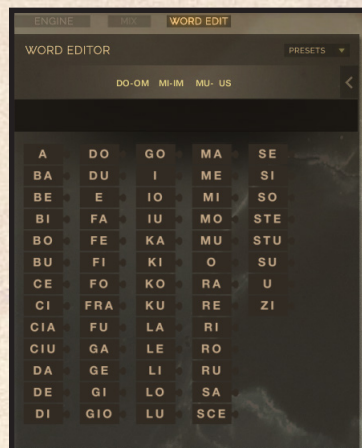 ENGINE MIX WORD EDIT
WORD EDITOR PRESETS
DO-OM MI-IM MU- US
A DO GO MA SE
BA DU I ME SI
BE E IO MI SO
BI FA IU MO STE
BO FE KA MU STU
BU FI KI O SU
CE FO KO RA U
CI FRA KU RE ZI
CIA FU LA RI
CIU GA LE RO
DA GE LI RU
DE GI LO SA
DI GIO LU SCE